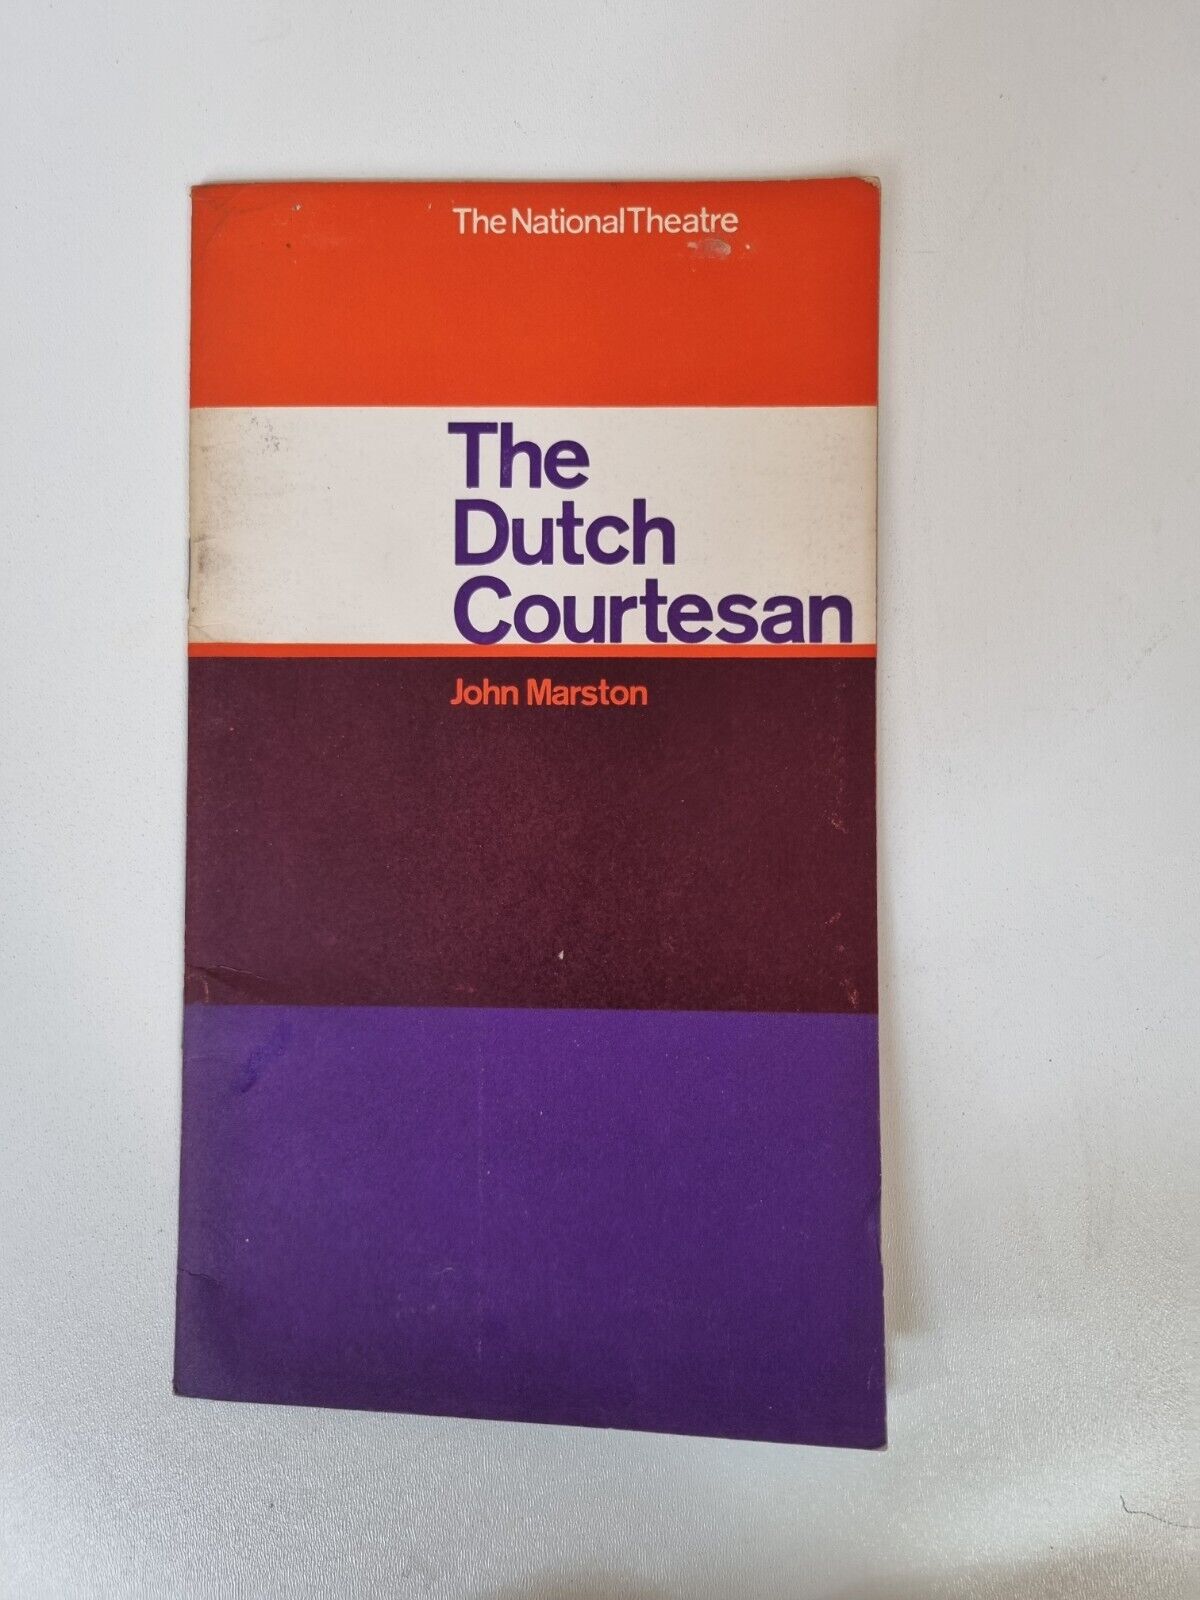 The National Theatre
The
Dutch
Courtesan
John Marston